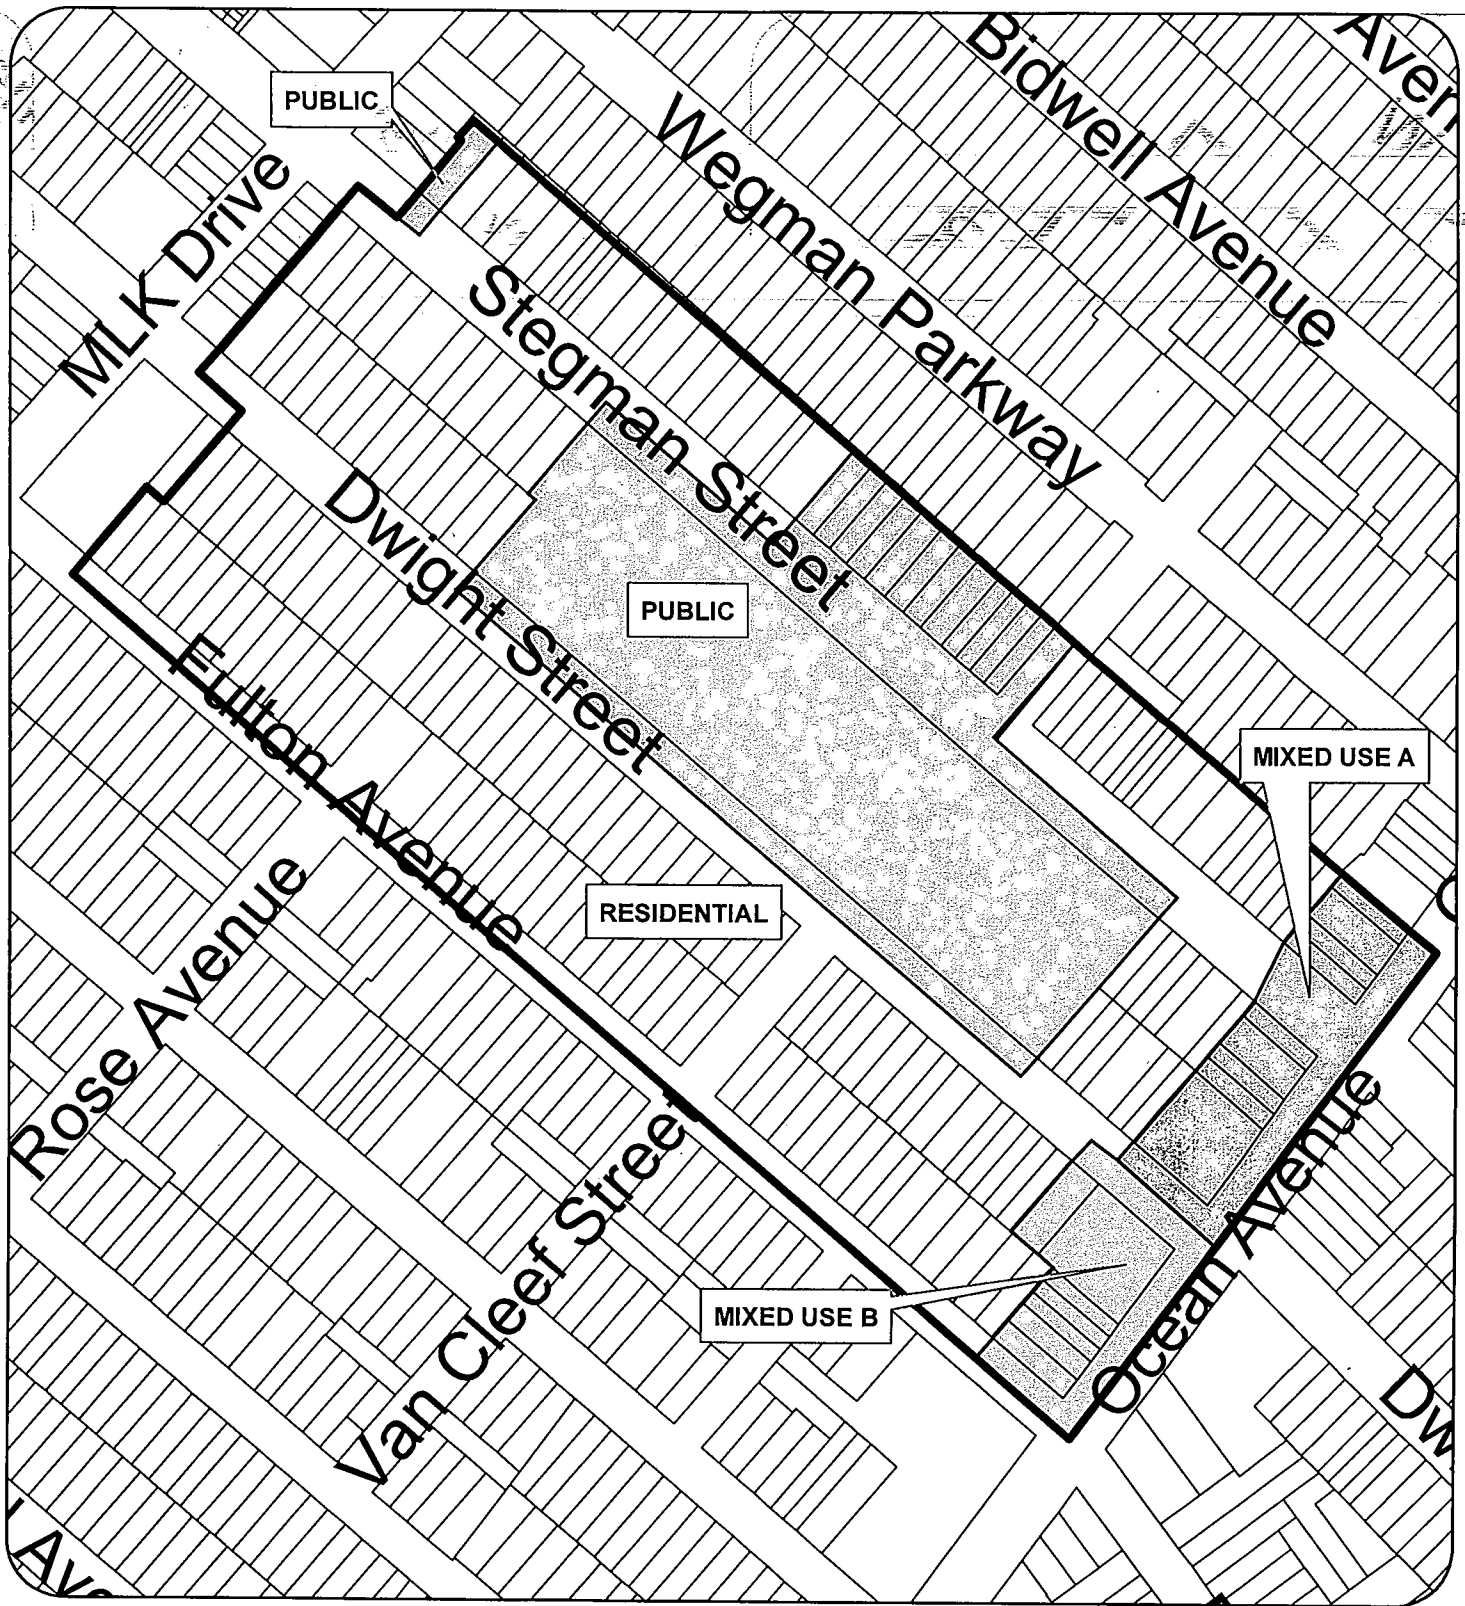 Bidwell Avenue
PUBLIC
Wegman Parkway
MLK Drive
Stegman Street
Dwight Street
PUBLIC
Fulton Avenue
MIXED USE A
RESIDENTIAL
Rose Avenue
Van Cleef Street
MIXED USE B
Ocean Avenue